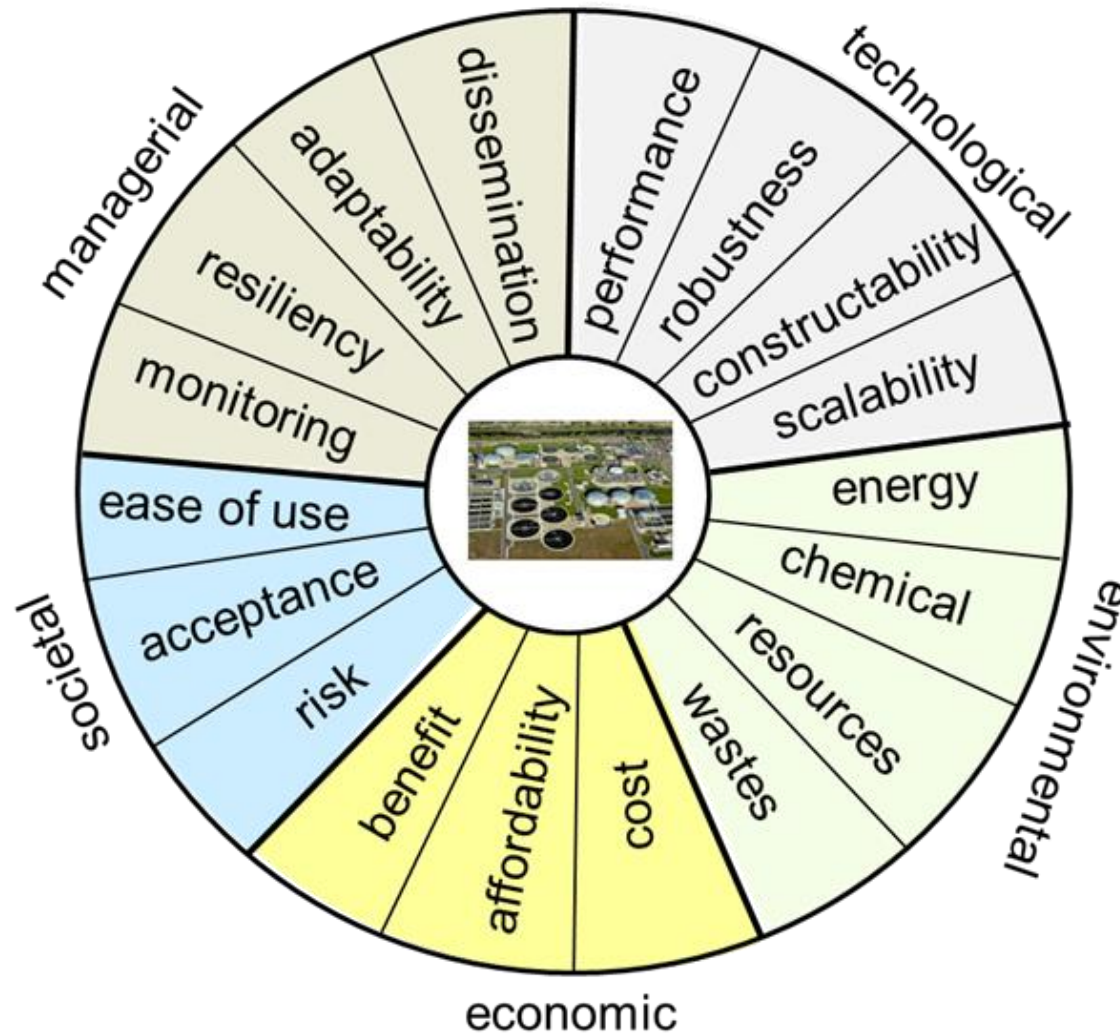 technological
performance
robustness
constructability
scalability
environmental
energy
chemical
resources
wastes
economic
cost
affordability
benefit
societal
risk
acceptance
ease of use
managerial
monitoring
resiliency
adaptability
dissemination